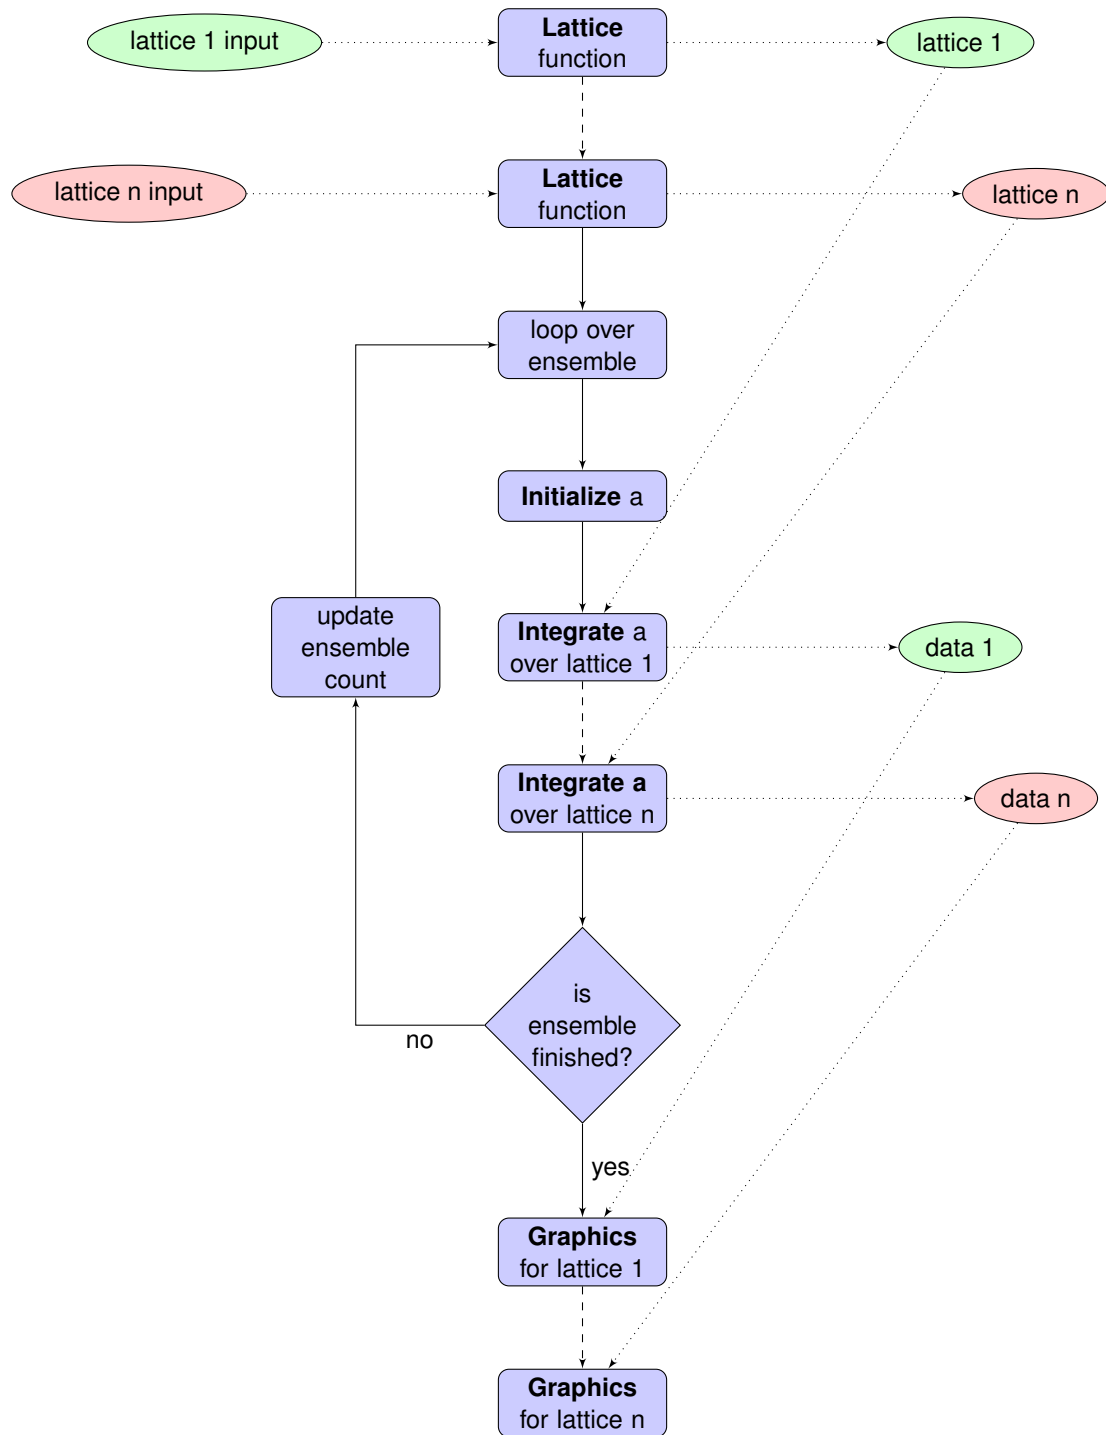 lattice 1 input
Lattice
function
lattice 1
lattice n input
Lattice
function
lattice n
loop over
ensemble
Initialize a
update
ensemble
count
Integrate a
over lattice 1
data 1
Integrate a
over lattice n
data n
is
ensemble
finished?
no
yes
Graphics
for lattice 1
Graphics
for lattice n